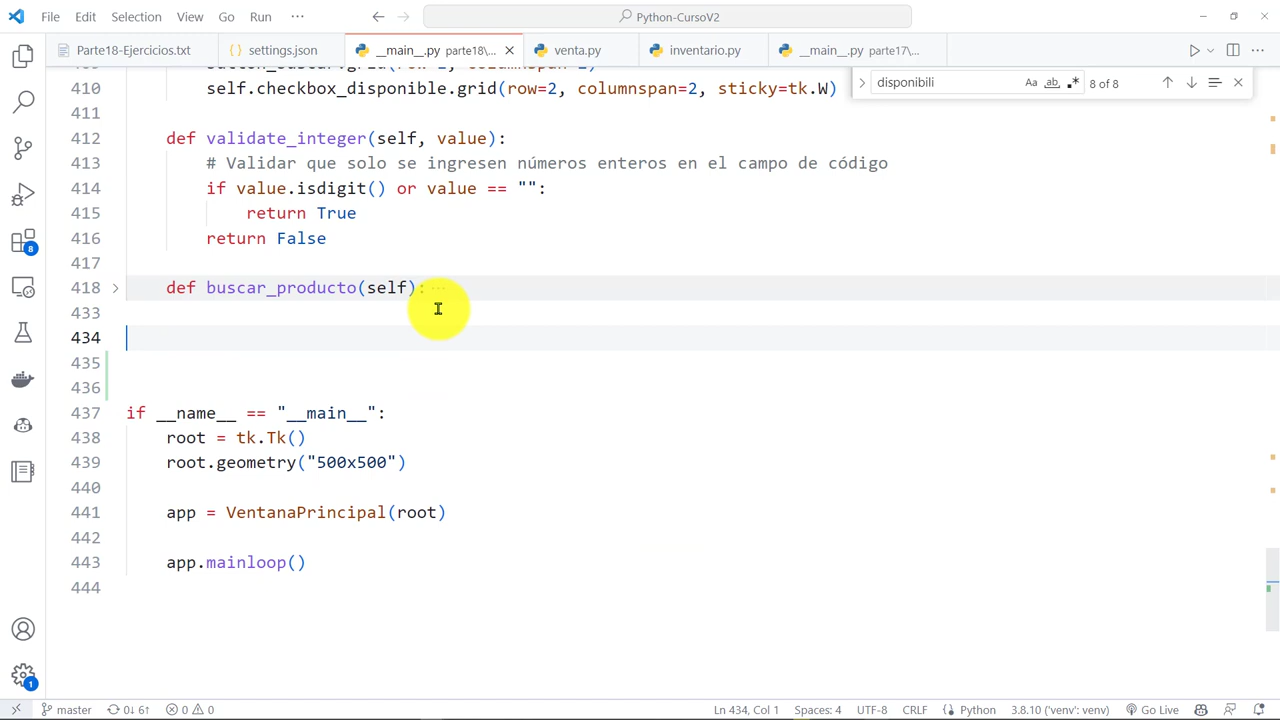 File Edit Selection View Go Run ··· Python-CursoV2
Parte18-Ejercicios.txt {} settings.json __main__.py parte18\... venta.py inventario.py __main__.py parte17\...
disponibili Aa ab .* 8 of 8
410 self.checkbox_disponible.grid(row=2, columnspan=2, sticky=tk.W)
411
412 def validate_integer(self, value):
413 # Validar que solo se ingresen números enteros en el campo de código
414 if value.isdigit() or value == "":
415 return True
416 return False
417
418 def buscar_producto(self):···
433
434
435
436
437 if __name__ == "__main__":
438 root = tk.Tk()
439 root.geometry("500x500")
440
441 app = VentanaPrincipal(root)
442
443 app.mainloop()
444
8
1
master 0↓ 6↑ 0 0 Ln 434, Col 1 Spaces: 4 UTF-8 CRLF Python 3.8.10 ('venv': venv) Go Live